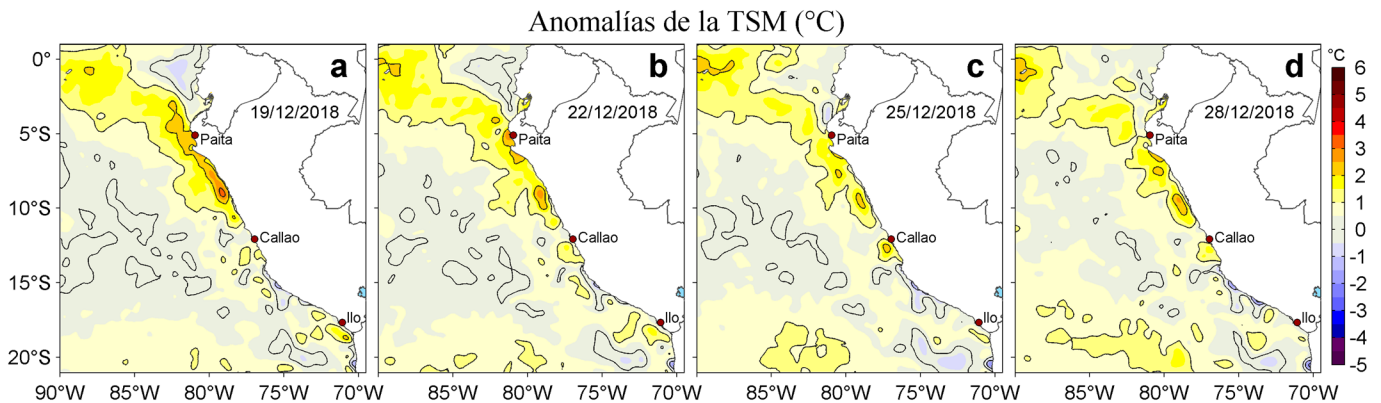 Anomalías de la TSM (°C)
a
b
c
d
°C
19/12/2018
22/12/2018
25/12/2018
28/12/2018
0°
5°S
10°S
15°S
20°S
Paita
Callao
Ilo
Paita
Callao
Ilo
Paita
Callao
Ilo
Paita
Callao
Ilo
6
5
4
3
2
1
0
-1
-2
-3
-4
-5
90°W 85°W 80°W 75°W 70°W
85°W 80°W 75°W 70°W
85°W 80°W 75°W 70°W
85°W 80°W 75°W 70°W